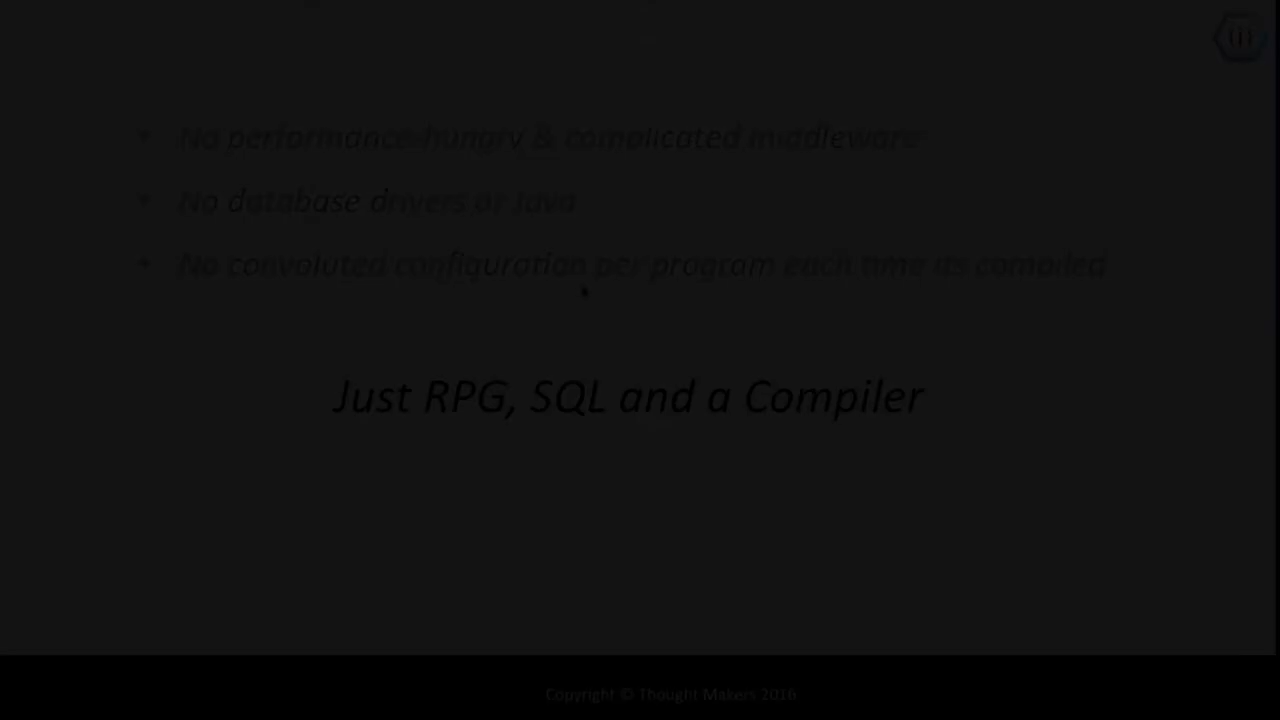 • No performance-hungry & complicated middleware
• No database drivers or Java
• No convoluted configuration per program each time its compiled
Just RPG, SQL and a Compiler
Copyright © Thought Makers 2016